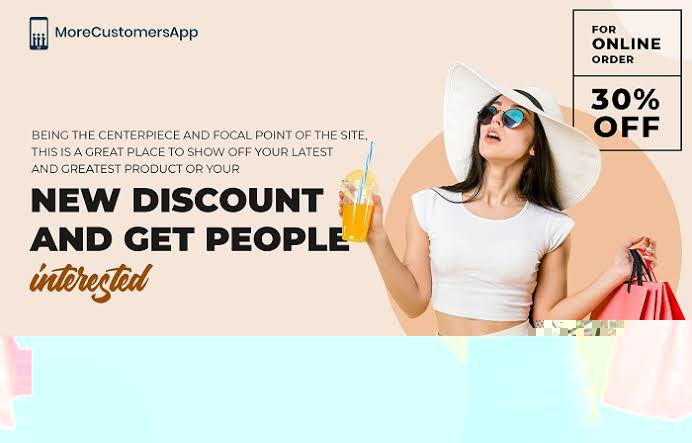 MoreCustomersApp
FOR
ONLINE
ORDER
30%
OFF
BEING THE CENTERPIECE AND FOCAL POINT OF THE SITE,
THIS IS A GREAT PLACE TO SHOW OFF YOUR LATEST
AND GREATEST PRODUCT OR YOUR
NEW DISCOUNT
AND GET PEOPLE
interested